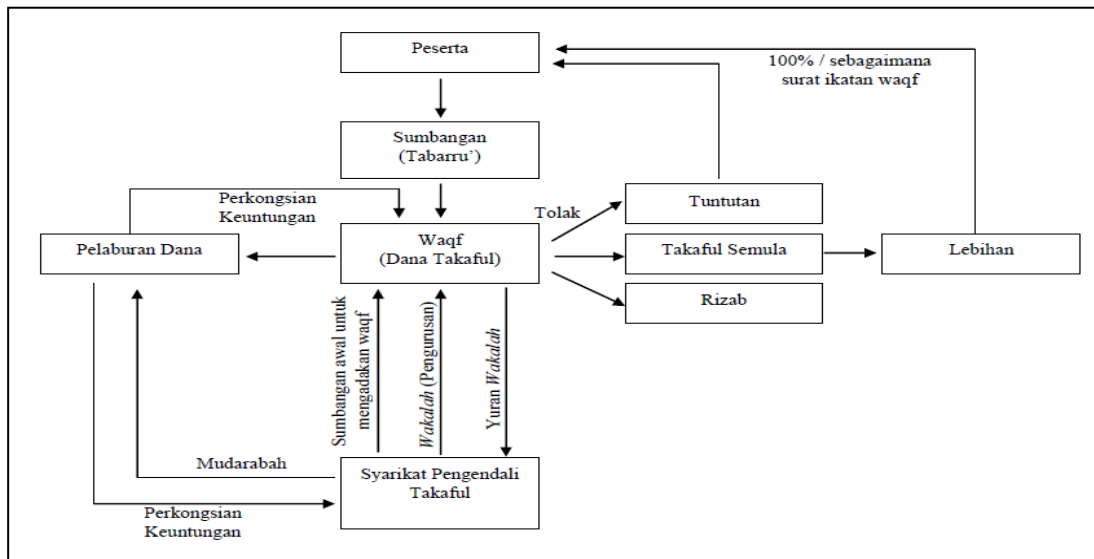 Peserta
100% / sebagaimana
surat ikatan waqf
Sumbangan
(Tabarru’)
Perkongsian
Keuntungan
Tolak
Tuntutan
Pelaburan Dana
Waqf
(Dana Takaful)
Takaful Semula
Lebihan
Rizab
Sumbangan awal untuk
mengadakan waqf
Wakalah (Pengurusan)
Yuran Wakalah
Mudarabah
Syarikat Pengendali
Takaful
Perkongsian
Keuntungan